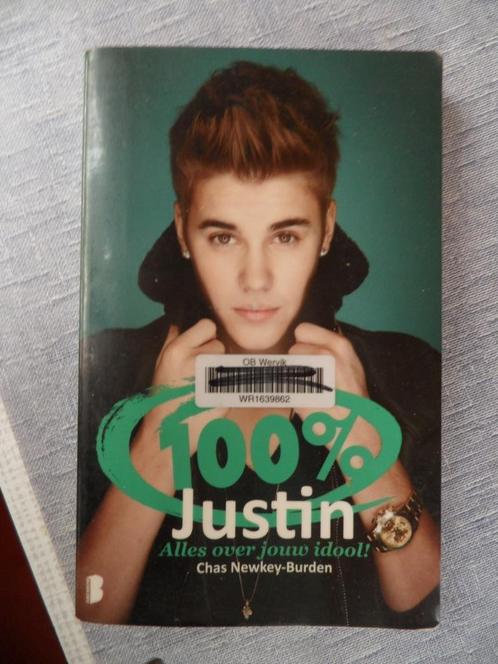 OB Wervik
WR1639862
100%
Justin
Alles over jouw idool!
Chas Newkey-Burden
B